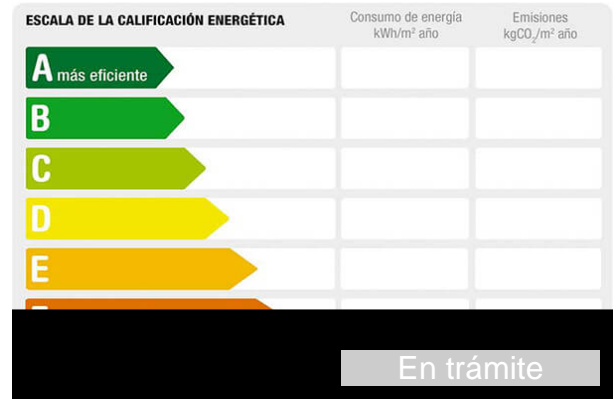 ESCALA DE LA CALIFICACIÓN ENERGÉTICA
Consumo de energía
kWh/m² año
Emisiones
kgCO₂/m² año
A más eficiente
B
C
D
E
En trámite